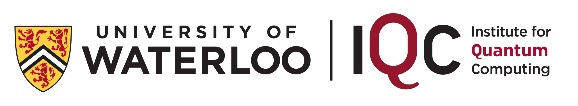 UNIVERSITY OF
WATERLOO
IQC
Institute for
Quantum
Computing